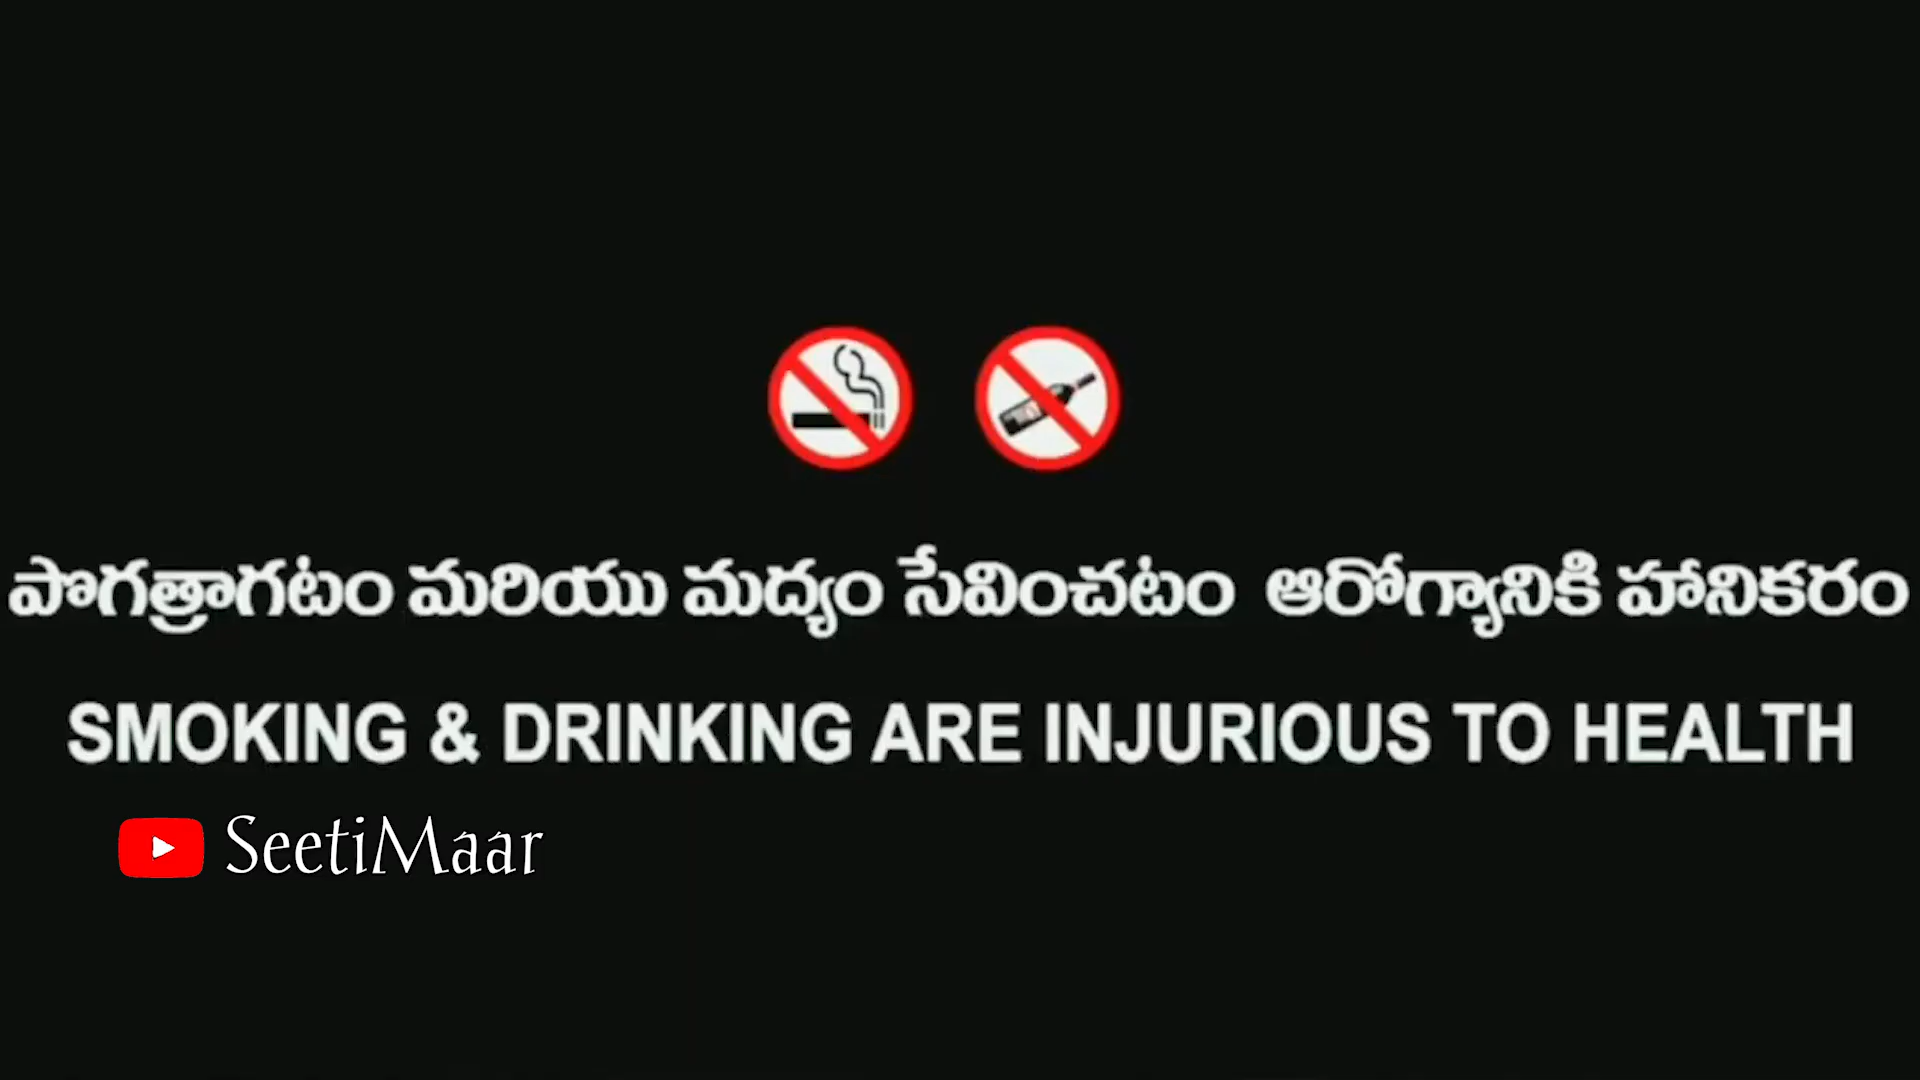 పొగత్రాగటం మరియు మద్యం సేవించటం ఆరోగ్యానికి హానికరం
SMOKING & DRINKING ARE INJURIOUS TO HEALTH
SeetiMaar